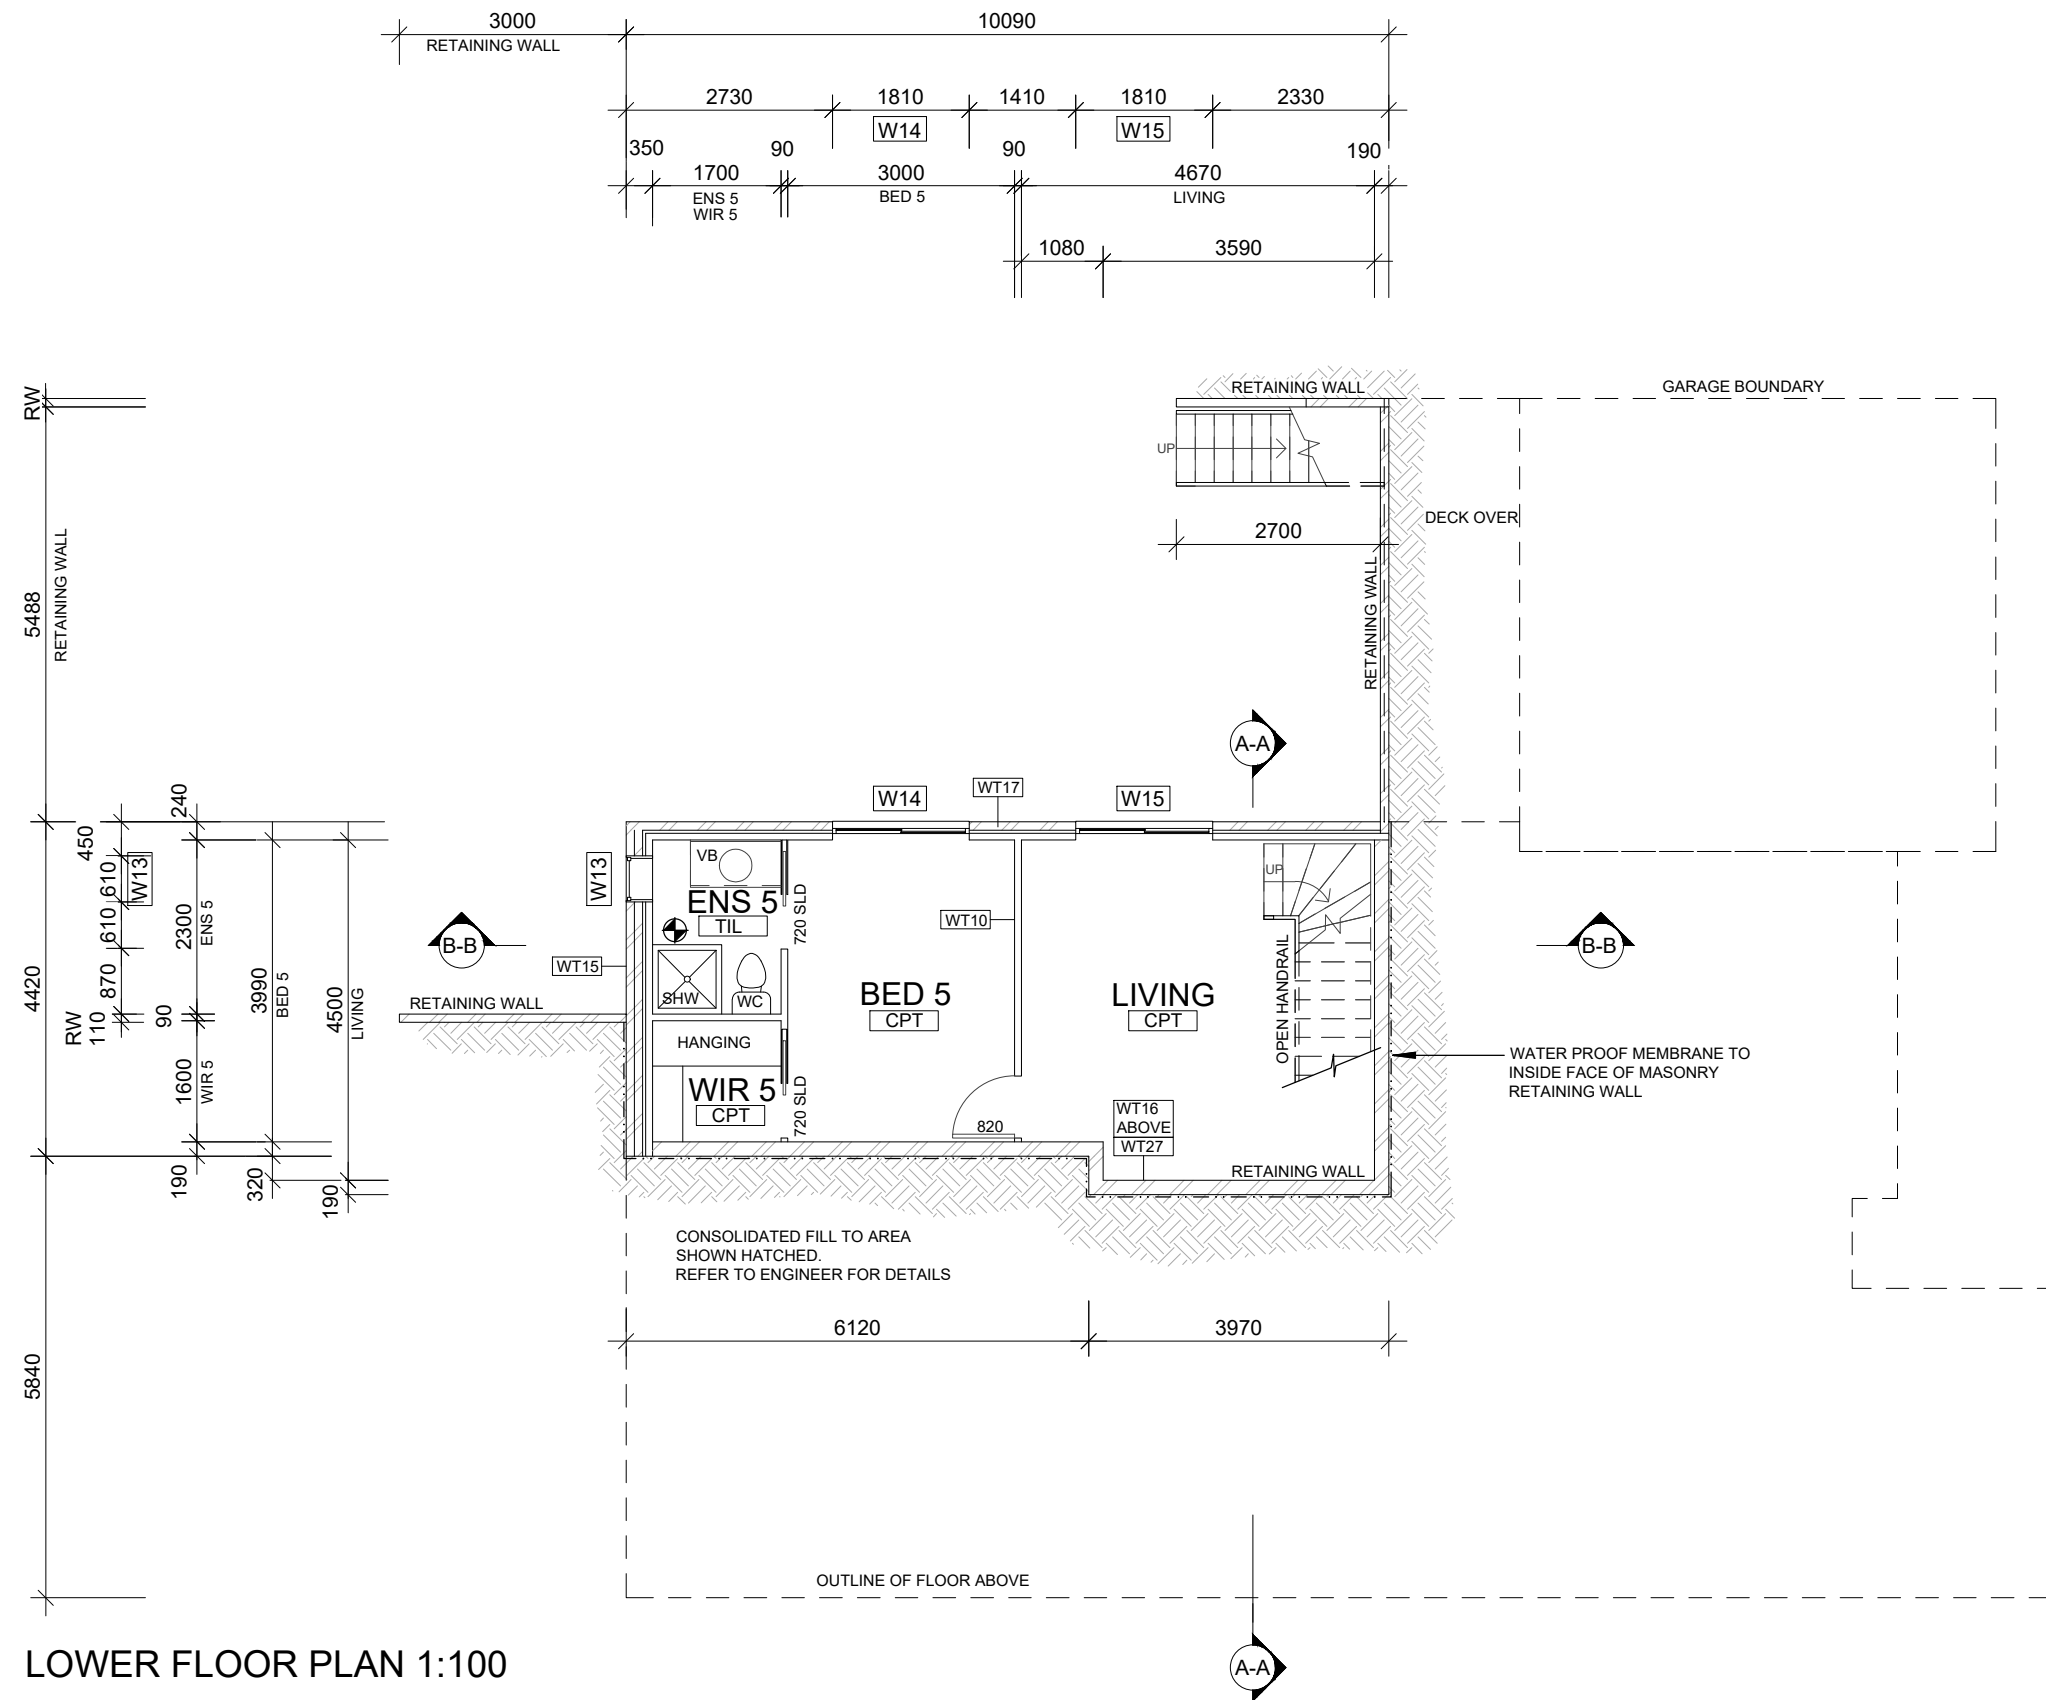 3000
10090
RETAINING WALL
2730
1810
1410
1810
2330
W14
W15
350
90
90
190
1700
3000
4670
ENS 5
WIR 5
BED 5
LIVING
1080
3590
RW
RETAINING WALL
GARAGE BOUNDARY
UP
2700
DECK OVER
5488
RETAINING WALL
RETAINING WALL
A-A
240
450
610
W13
610
870
RW
110
2300
ENS 5
90
1600
WIR 5
190
3990
BED 5
320
4500
LIVING
190
4420
5840
W14
WT17
W15
W13
VB
ENS 5
TIL
720 SLD
WT10
UP
B-B
WT15
RETAINING WALL
SHW
WC
BED 5
CPT
LIVING
CPT
OPEN HANDRAIL
B-B
HANGING
WIR 5
CPT
720 SLD
820
WT16
ABOVE
WT27
RETAINING WALL
WATER PROOF MEMBRANE TO
INSIDE FACE OF MASONRY
RETAINING WALL
CONSOLIDATED FILL TO AREA
SHOWN HATCHED.
REFER TO ENGINEER FOR DETAILS
6120
3970
OUTLINE OF FLOOR ABOVE
LOWER FLOOR PLAN 1:100
A-A